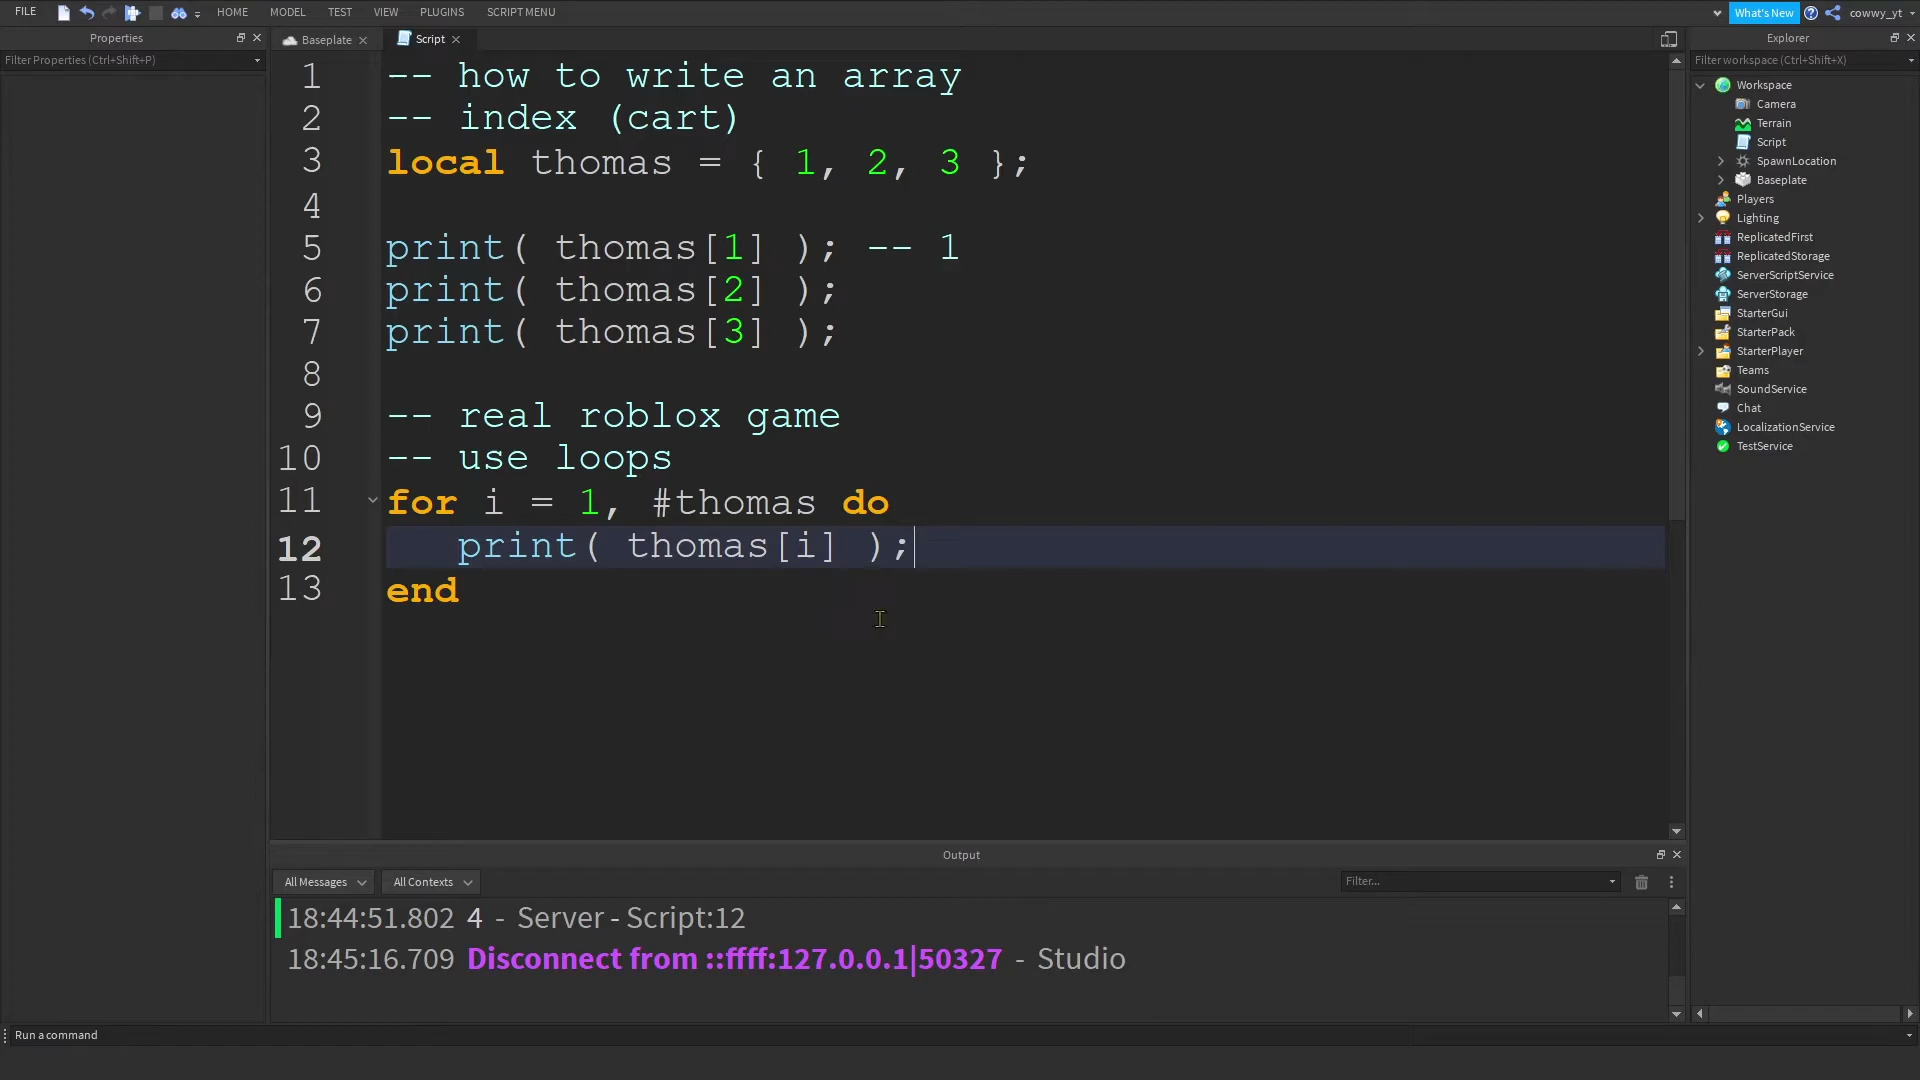 FILE HOME MODEL TEST VIEW PLUGINS SCRIPT MENU What's New cowwy_yt
Properties
Filter Properties (Ctrl+Shift+P)
Baseplate
Script
1 -- how to write an array
2 -- index (cart)
3 local thomas = { 1, 2, 3 };
4
5 print( thomas[1] ); -- 1
6 print( thomas[2] );
7 print( thomas[3] );
8
9 -- real roblox game
10 -- use loops
11 for i = 1, #thomas do
12 print( thomas[i] );
13 end
Output
All Messages All Contexts Filter...
18:44:51.802 4 - Server - Script:12
18:45:16.709 Disconnect from ::ffff:127.0.0.1|50327 - Studio
Run a command
Explorer
Filter workspace (Ctrl+Shift+X)
Workspace
Camera
Terrain
Script
SpawnLocation
Baseplate
Players
Lighting
ReplicatedFirst
ReplicatedStorage
ServerScriptService
ServerStorage
StarterGui
StarterPack
StarterPlayer
Teams
SoundService
Chat
LocalizationService
TestService